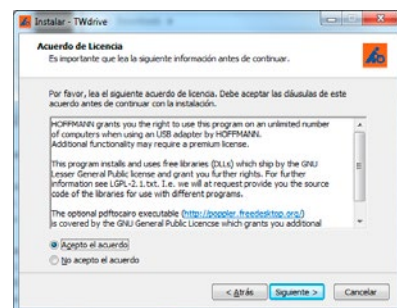 Instalar - TWdrive
Acuerdo de Licencia
Es importante que lea la siguiente información antes de continuar.
Por favor, lea el siguiente acuerdo de licencia. Debe aceptar las cláusulas de este
acuerdo antes de continuar con la instalación.
HOFFMANN grants you the right to use this program on an unlimited number
of computers when using an USB adapter by HOFFMANN.
Additional functionality may require a premium license.
This program installs and uses free libraries (DLLs) which ship by the GNU
Lesser General Public license and grant you further rights. For further
information see LGPL-2.1.txt. I.e. we will at request provide you the source
code of the libraries for use with different programs.
The optional pdftocairo executable (http://poppler.freedesktop.org/)
is covered by the GNU General Public Licencse which grants you additional
Acepto el acuerdo
No acepto el acuerdo
< Atrás
Siguiente >
Cancelar